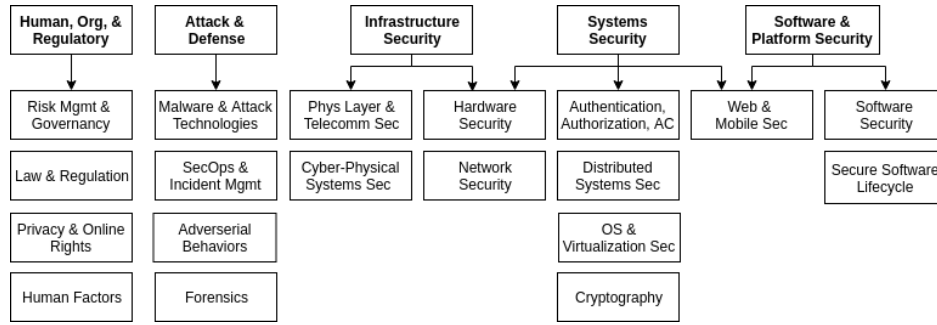 Human, Org, &
Regulatory
Attack &
Defense
Infrastructure
Security
Systems
Security
Software &
Platform Security
Risk Mgmt &
Governancy
Malware & Attack
Technologies
Phys Layer &
Telecomm Sec
Hardware
Security
Authentication,
Authorization, AC
Web &
Mobile Sec
Software
Security
Law & Regulation
SecOps &
Incident Mgmt
Cyber-Physical
Systems Sec
Network
Security
Distributed
Systems Sec
Secure Software
Lifecycle
Privacy & Online
Rights
Adverserial
Behaviors
OS &
Virtualization Sec
Human Factors
Forensics
Cryptography